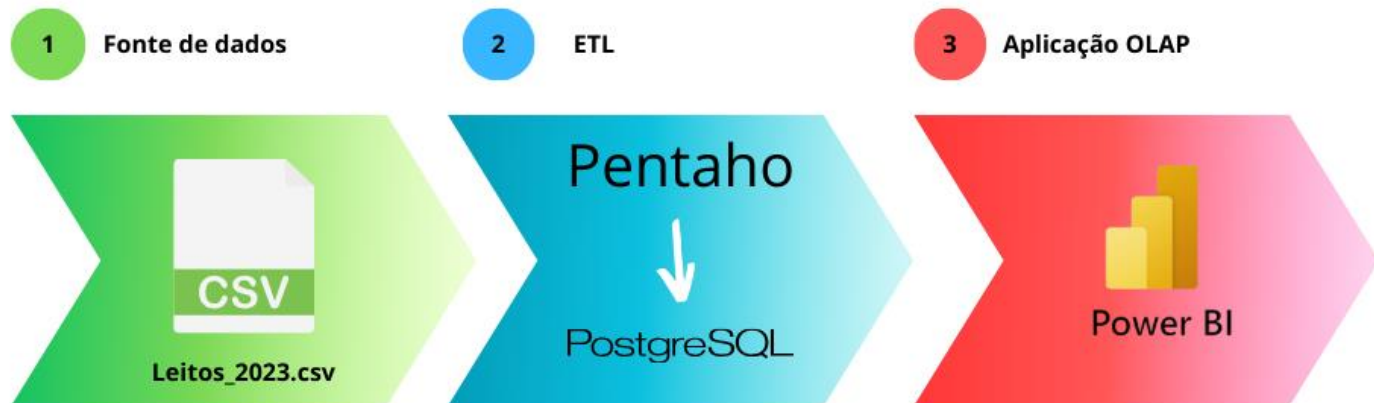 1 Fonte de dados
2 ETL
3 Aplicação OLAP
CSV
Leitos_2023.csv
Pentaho
PostgreSQL
Power BI